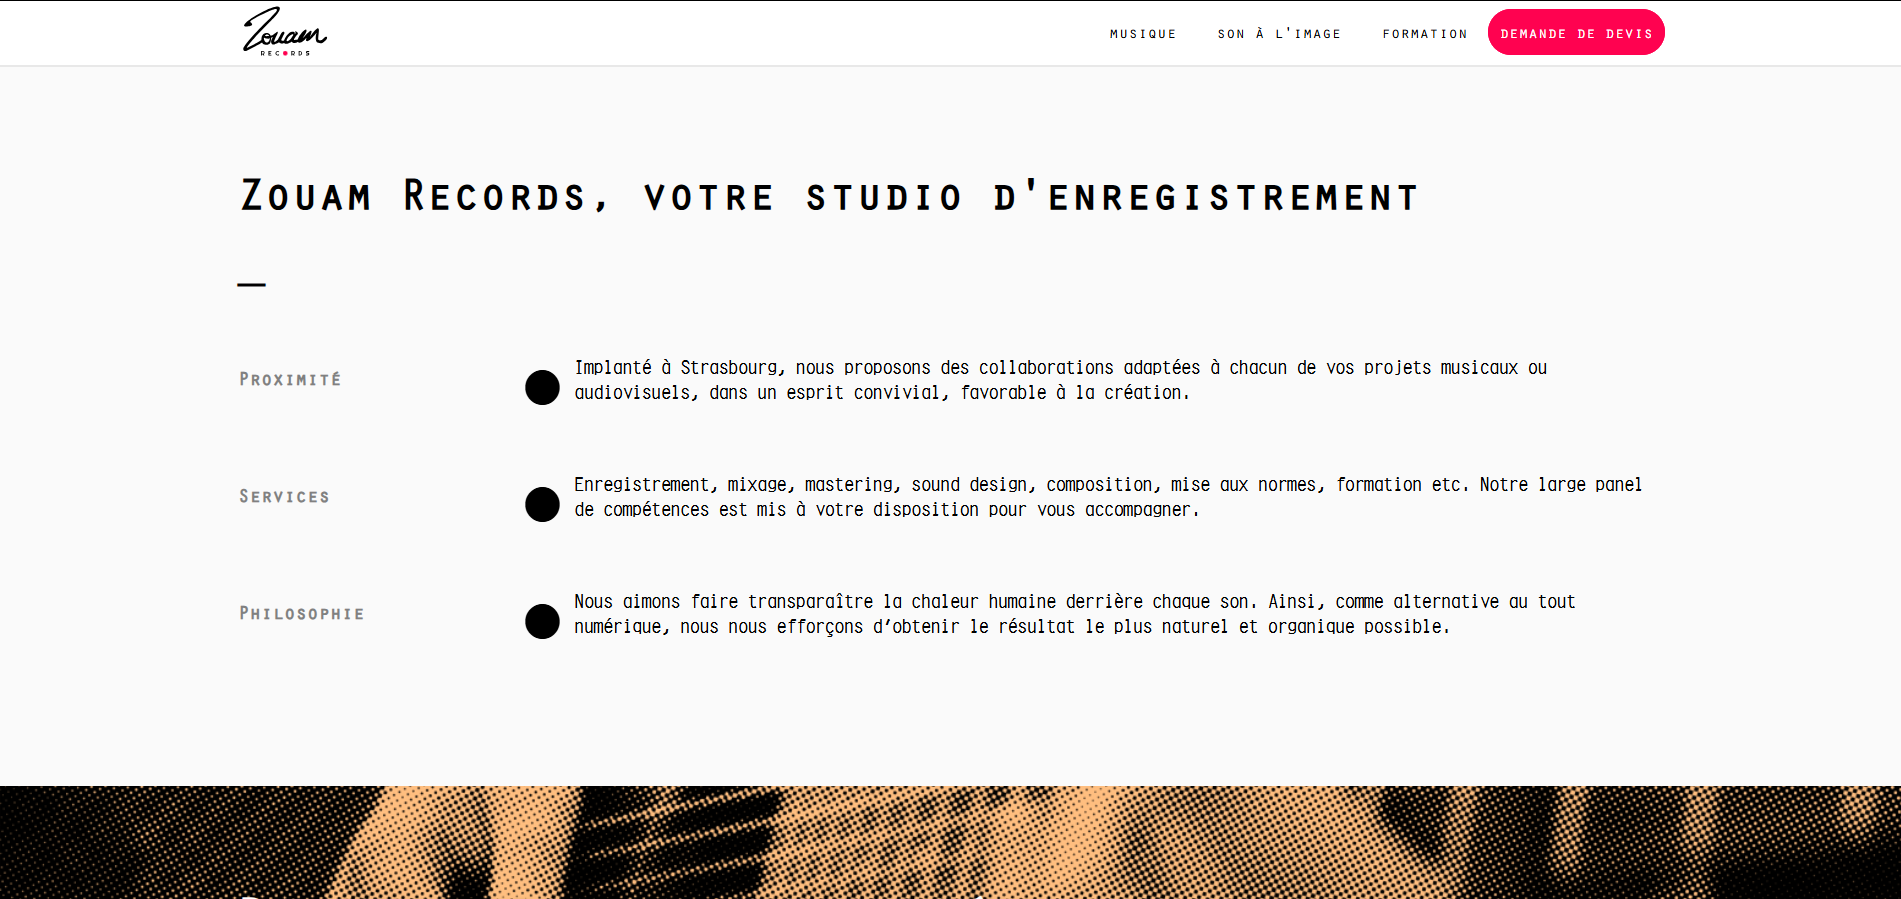 Zouam
RECORDS
MUSIQUE SON À L'IMAGE FORMATION DEMANDE DE DEVIS
Zouam Records, votre studio d'enregistrement
Proximité
Implanté à Strasbourg, nous proposons des collaborations adaptées à chacun de vos projets musicaux ou
audiovisuels, dans un esprit convivial, favorable à la création.
Services
Enregistrement, mixage, mastering, sound design, composition, mise aux normes, formation etc. Notre large panel
de compétences est mis à votre disposition pour vous accompagner.
Philosophie
Nous aimons faire transparaître la chaleur humaine derrière chaque son. Ainsi, comme alternative au tout
numérique, nous nous efforçons d’obtenir le résultat le plus naturel et organique possible.